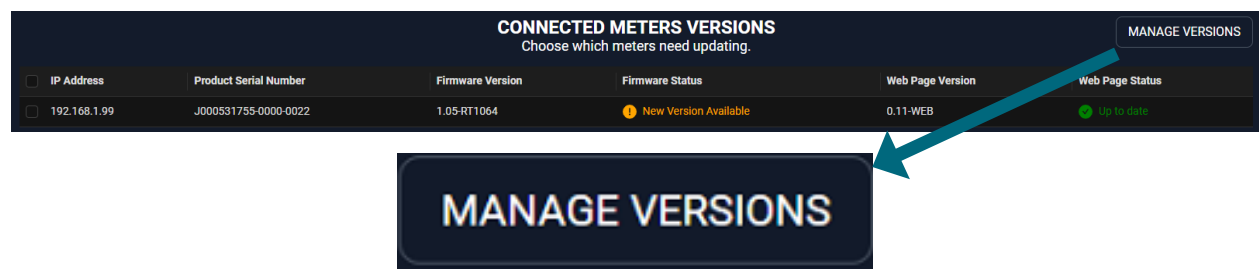 CONNECTED METERS VERSIONS
Choose which meters need updating.
MANAGE VERSIONS
IP Address Product Serial Number Firmware Version Firmware Status Web Page Version Web Page Status
192.168.1.99 J000531755-0000-0022 1.05-RT1064 New Version Available 0.11-WEB Up to date
MANAGE VERSIONS